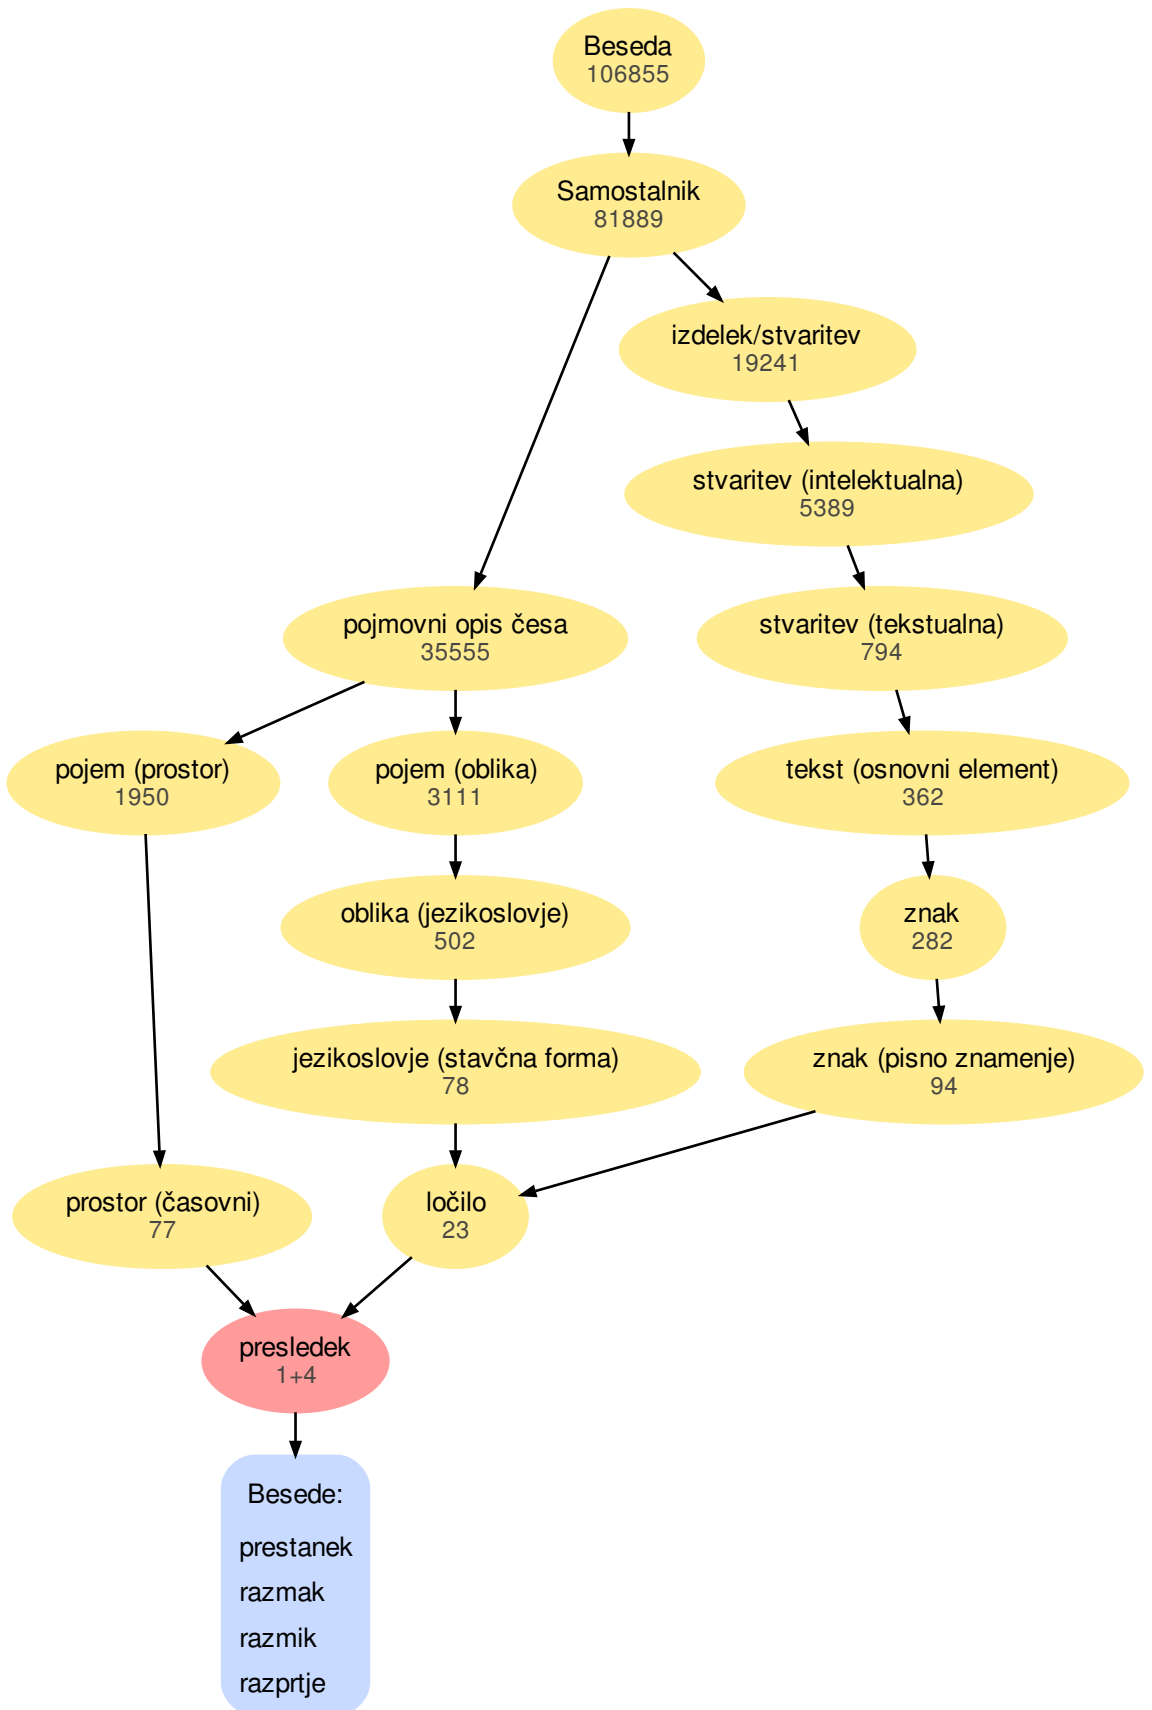 Beseda
106855
Samostalnik
81889
izdelek/stvaritev
19241
stvaritev (intelektualna)
5389
pojmovni opis česa
35555
stvaritev (tekstualna)
794
pojem (prostor)
1950
pojem (oblika)
3111
tekst (osnovni element)
362
oblika (jezikoslovje)
502
znak
282
jezikoslovje (stavčna forma)
78
znak (pisno znamenje)
94
prostor (časovni)
77
ločilo
23
presledek
1+4
Besede:
prestanek
razmak
razmik
razprtje